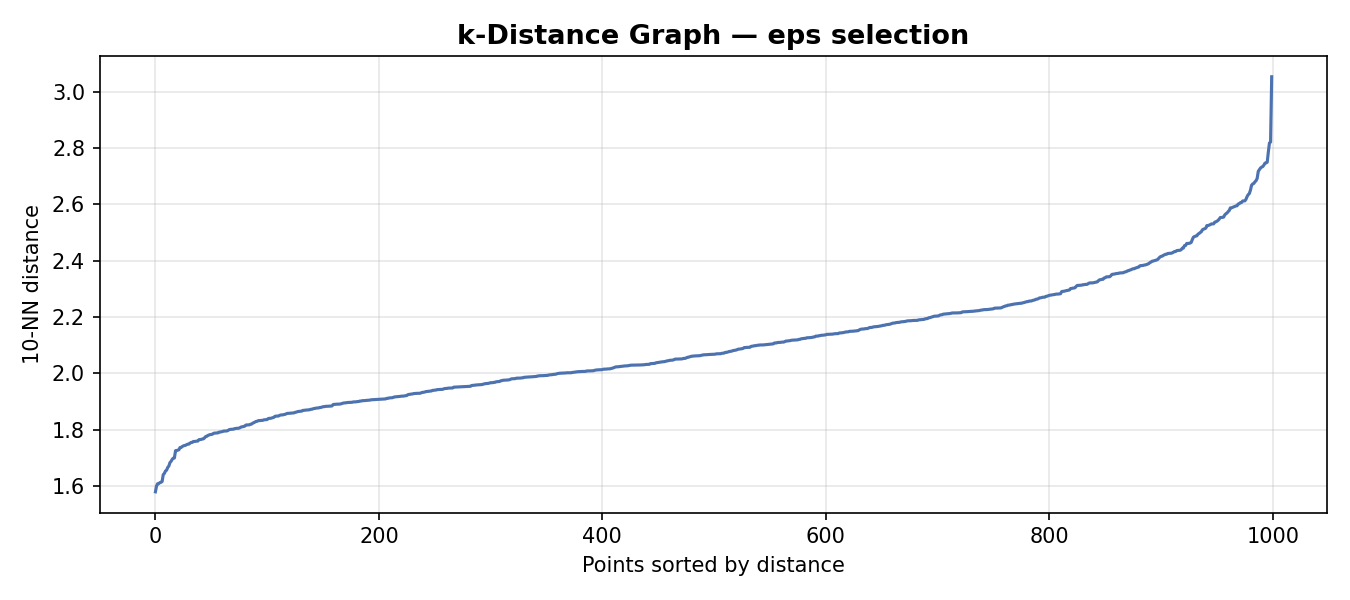 k-Distance Graph — eps selection
10-NN distance
3.0
2.8
2.6
2.4
2.2
2.0
1.8
1.6
0 200 400 600 800 1000
Points sorted by distance